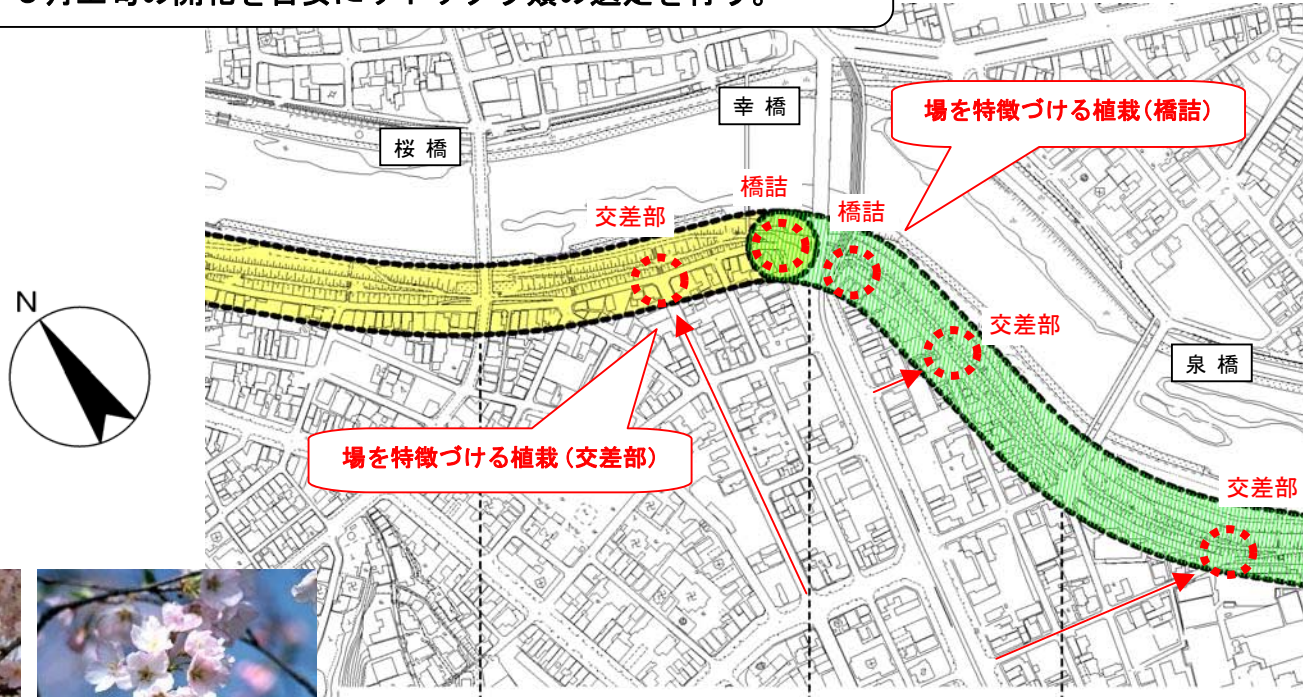 幸 橋
場を特徴づける植栽(橋詰)
桜 橋
橋詰
交差部
橋詰
N
交差部
泉 橋
場を特徴づける植栽(交差部)
交差部